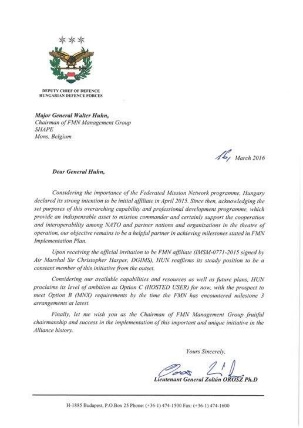 DEPUTY CHIEF OF DEFENCE
HUNGARIAN DEFENCE FORCES
Major General Walter Huhn,
Chairman of FMN Management Group
SHAPE
Mons, Belgium
March 2016
Dear General Huhn,
Considering the importance of the Federated Mission Network programme, Hungary
declared its strong intention to be initial affiliate in April 2015. Since then, acknowledging the
set purposes of this overarching capability and professional development programme, which
provide an indispensable asset to mission commander and certainly support the cooperation
and interoperability among NATO and partner nations and organisations in the theatre of
operation, our objective remains to be a helpful partner in achieving milestones stated in FMN
Implementation Plan.
Upon receiving the official invitation to be FMN affiliate (IMSM-0771-2015 signed by
Air Marshal Sir Christopher Harper, DGIMS), HUN reaffirms its steady position to be a
constant member of this initiative from the outset.
Considering our available capabilities and resources as well as future plans, HUN
proclaims its level of ambition as Option C (HOSTED USER) for now, with the prospect to
meet Option B (MNX) requirements by the time the FMN has encountered milestone 3
arrangements at latest.
Finally, let me wish you as the Chairman of FMN Management Group fruitful
chairmanship and success in the implementation of this important and unique initiative in the
Alliance history.
Yours Sincerely,
Lieutenant General Zoltán OROSZ Ph.D
H-1885 Budapest, P.O Box 25 Phone: (+36-1) 474-1500 Fax: (+36-1) 474-1600